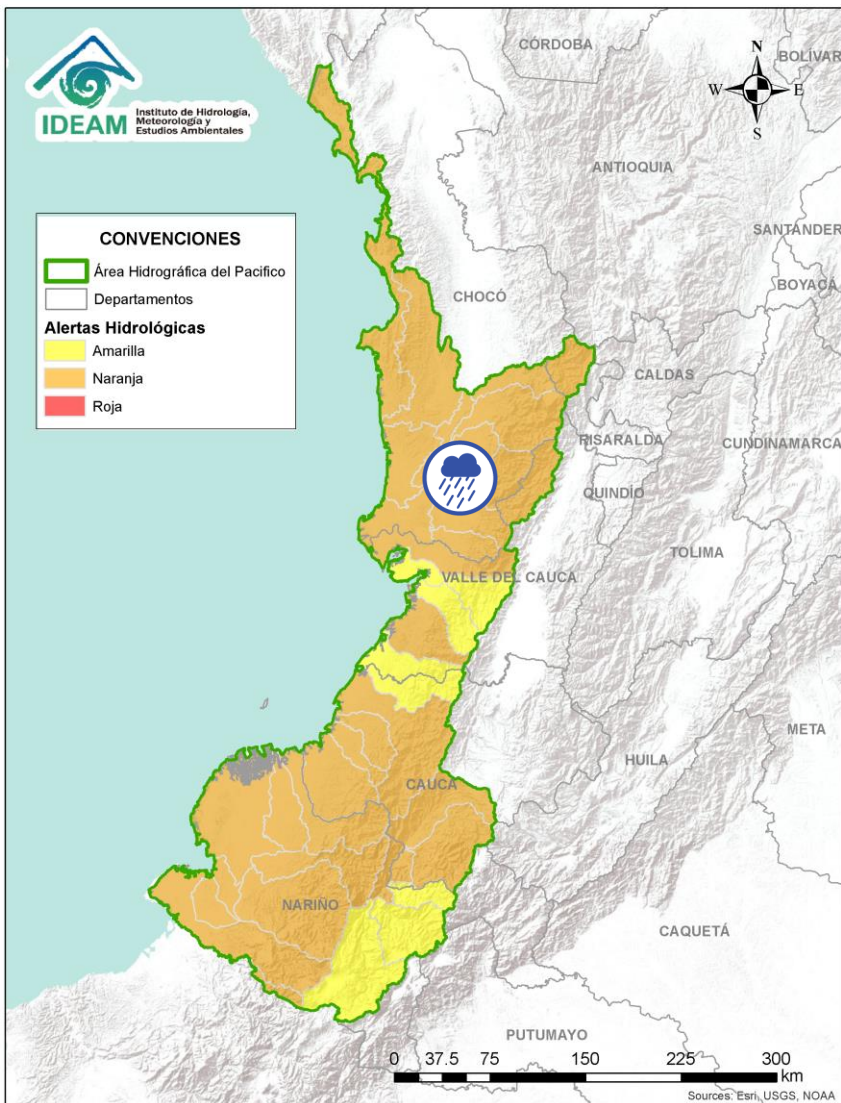 IDEAM
Instituto de Hidrología,
Meteorología y
Estudios Ambientales
CÓRDOBA
BOLÍVAR
N
W
E
S
ANTIOQUIA
SANTANDER
BOYACÁ
CONVENCIONES
Área Hidrográfica del Pacifico
Departamentos
Alertas Hidrológicas
Amarilla
Naranja
Roja
CHOCÓ
CALDAS
RISARALDA
CUNDINAMARCA
QUINDÍO
TOLIMA
VALLE DEL CAUCA
META
HUILA
CAUCA
NARIÑO
CAQUETÁ
PUTUMAYO
0 37.5 75 150 225 300
km
Sources: Esri, USGS, NOAA